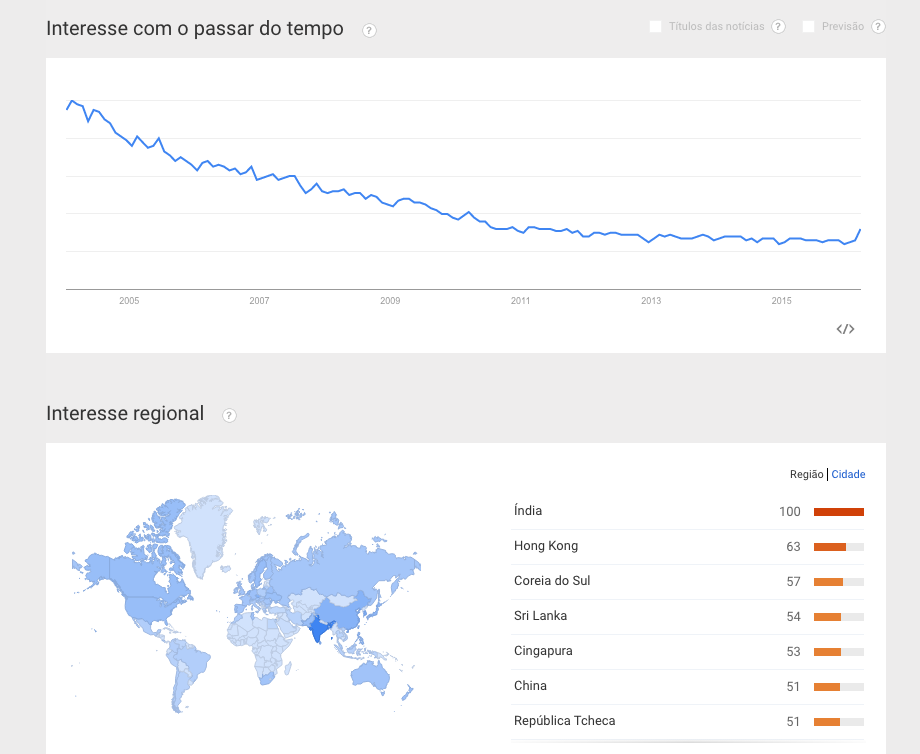 Interesse com o passar do tempo ?
Títulos das notícias ? Previsão ?
2005 2007 2009 2011 2013 2015
</>
Interesse regional ?
Região | Cidade
Índia 100
Hong Kong 63
Coreia do Sul 57
Sri Lanka 54
Cingapura 53
China 51
República Tcheca 51